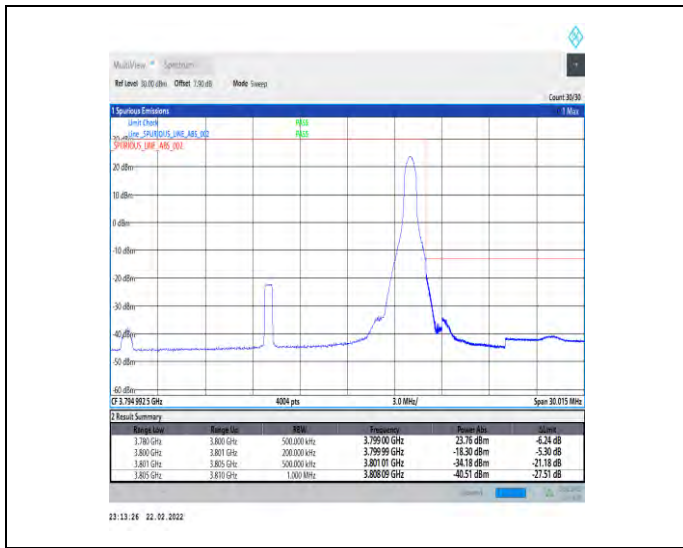 MultiView Spectrum
Ref Level 30.00 dBm Offset 7.90 dB Mode Sweep
Count 30/30
1 Spurious Emissions 1 Max
Limit Check PASS
30 dBm Line _SPURIOUS_LINE_ABS_002 PASS
SPURIOUS_LINE_ABS_002
20 dBm
10 dBm
0 dBm
-10 dBm
-20 dBm
-30 dBm
-40 dBm
-50 dBm
-60 dBm
CF 3.7949925 GHz 4004 pts 3.0 MHz/ Span 30.015 MHz
2 Result Summary
Range Low Range Up RBW Frequency Power Abs ΔLimit
3.780 GHz 3.800 GHz 500.000 kHz 3.79900 GHz 23.76 dBm -6.24 dB
3.800 GHz 3.801 GHz 200.000 kHz 3.79999 GHz -18.30 dBm -5.30 dB
3.801 GHz 3.805 GHz 500.000 kHz 3.80101 GHz -34.18 dBm -21.18 dB
3.805 GHz 3.810 GHz 1.000 MHz 3.80809 GHz -40.51 dBm -27.51 dB
23:13:26 22.02.2022